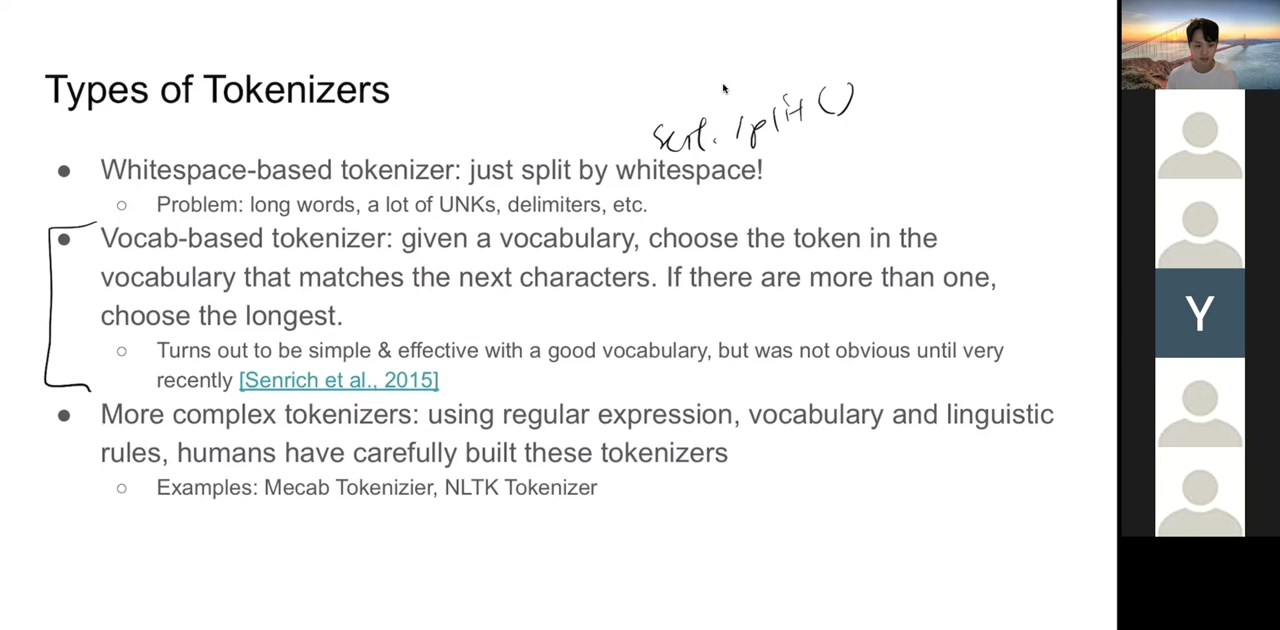 Types of Tokenizers
sent. split()
● Whitespace-based tokenizer: just split by whitespace!
○ Problem: long words, a lot of UNKs, delimiters, etc.
● Vocab-based tokenizer: given a vocabulary, choose the token in the
vocabulary that matches the next characters. If there are more than one,
choose the longest.
○ Turns out to be simple & effective with a good vocabulary, but was not obvious until very
recently [Senrich et al., 2015]
● More complex tokenizers: using regular expression, vocabulary and linguistic
rules, humans have carefully built these tokenizers
○ Examples: Mecab Tokenizier, NLTK Tokenizer
Y